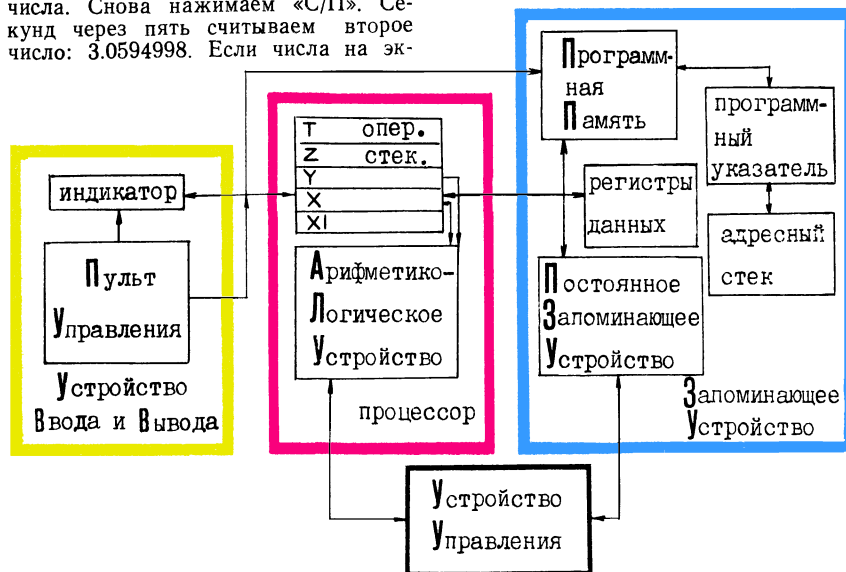 числа. Снова нажимаем «С/П». Се-
кунд через пять считываем второе
число: 3.0594998. Если числа на эк-
индикатор
Пульт
Управления
Устройство
Ввода и Вывода
T опер.
Z стек.
Y
X
X1
Арифметико-
Логическое
Устройство
процессор
Программ-
ная
Память
программ-
ный
указатель
регистры
данных
адресный
стек
Постоянное
Запоминающее
Устройство
Запоминающее
Устройство
Устройство
Управления